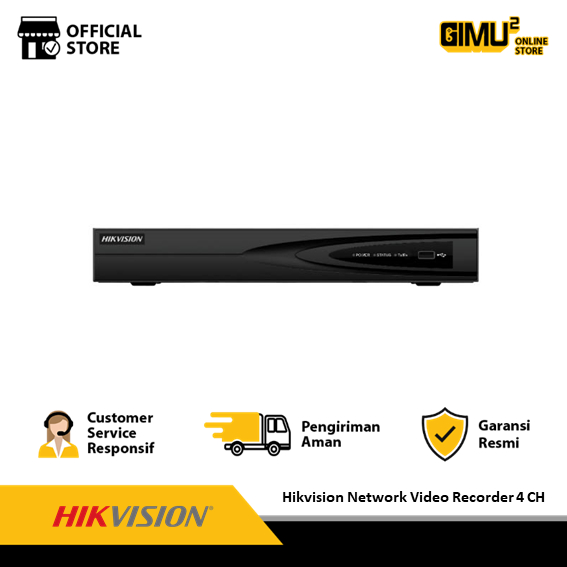 OFFICIAL
STORE
GIMU²
ONLINE
STORE
HIKVISION
POWER STATUS Tx/Rx
Customer
Service
Responsif
Pengiriman
Aman
Garansi
Resmi
HIKVISION®
Hikvision Network Video Recorder 4 CH